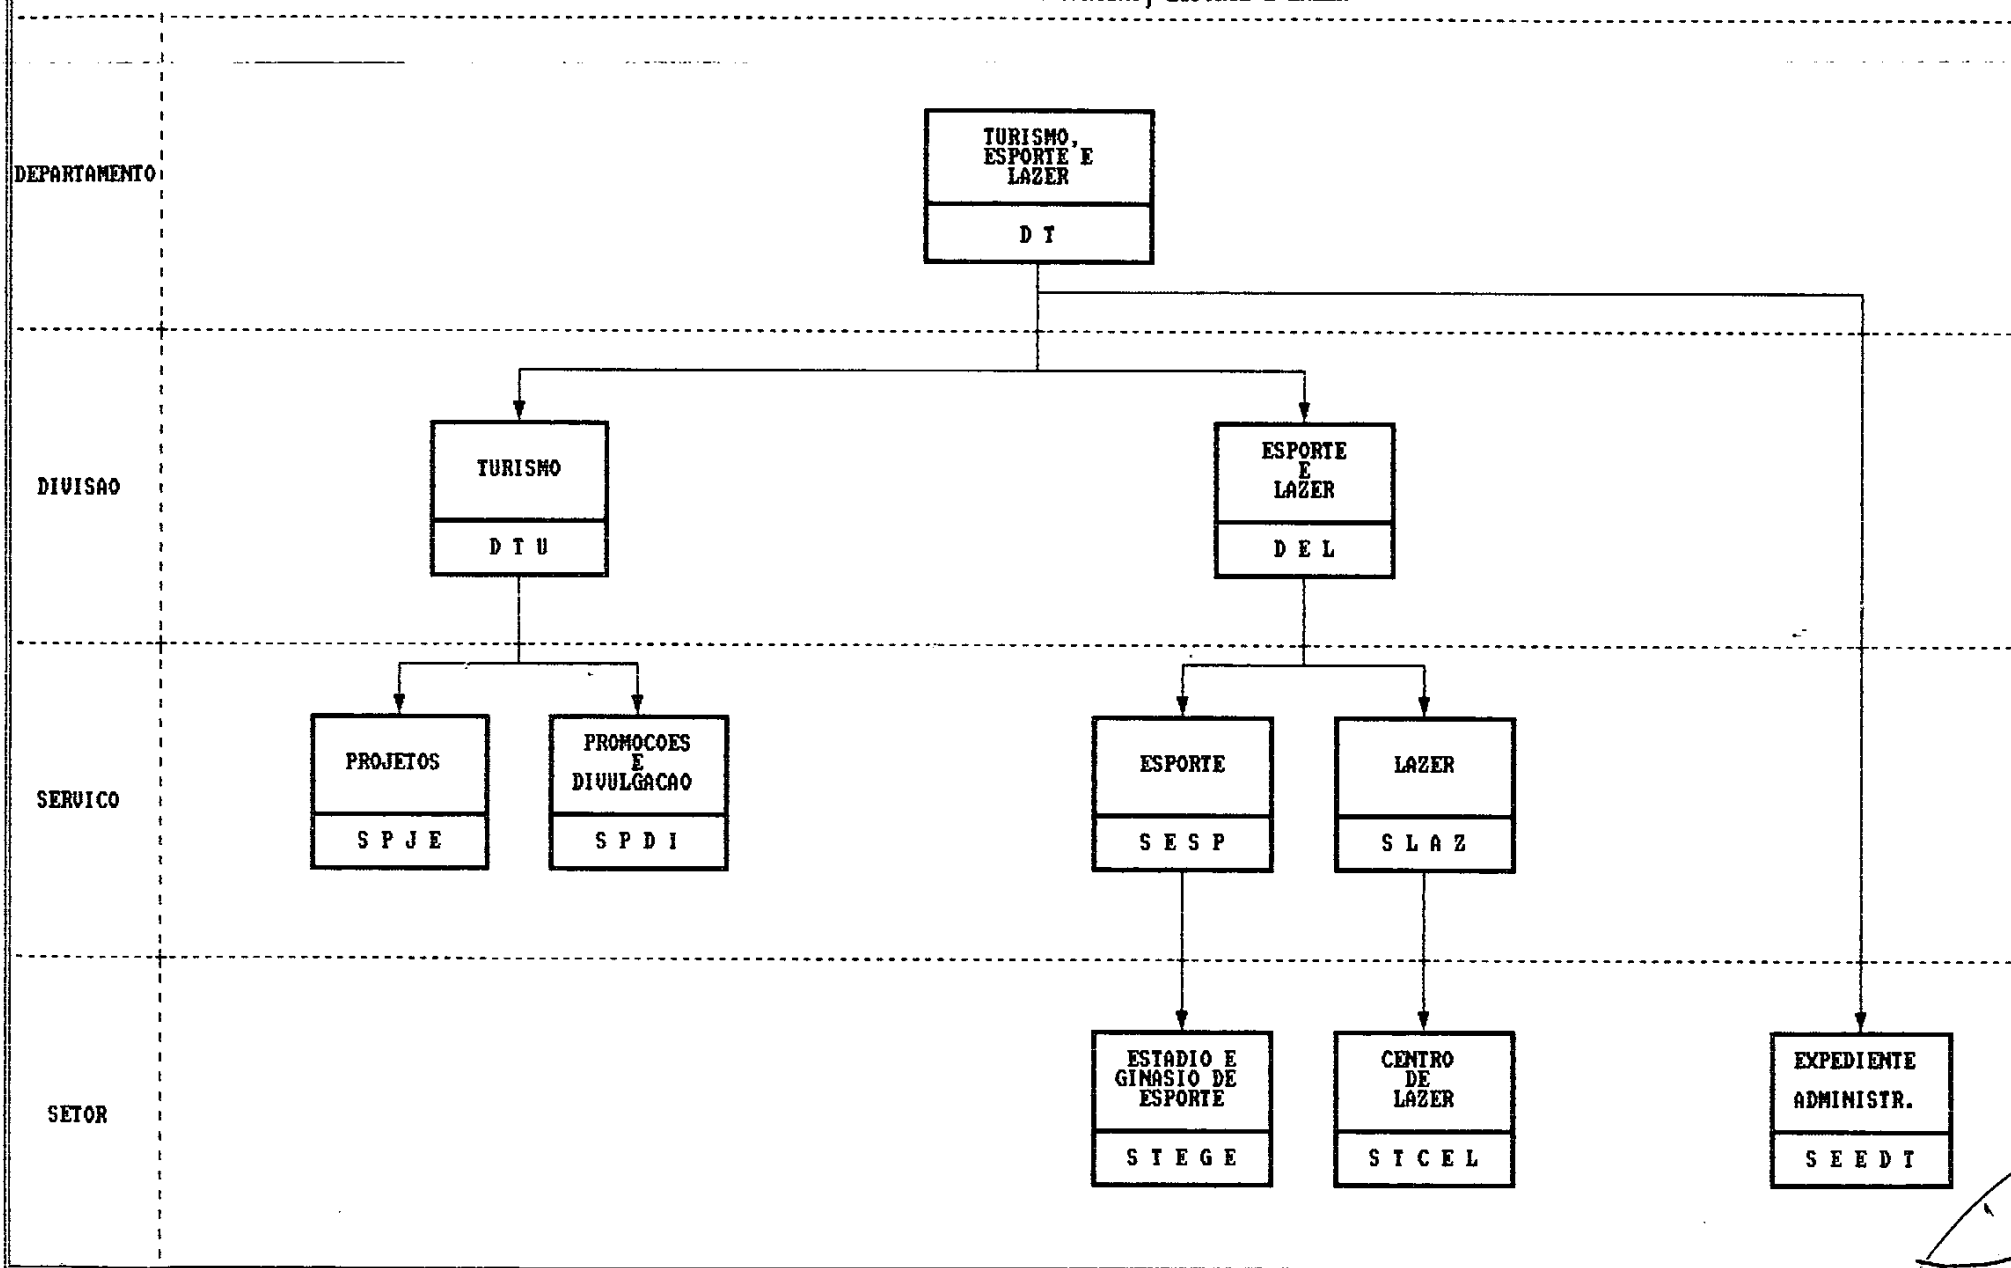 DEPARTAMENTO
TURISMO,
ESPORTE E
LAZER
D T
DIVISAO
TURISMO
D T U
ESPORTE
E
LAZER
D E L
SERVICO
PROJETOS
S P J E
PROMOCOES
E
DIVULGACAO
S P D I
ESPORTE
S E S P
LAZER
S L A Z
SETOR
ESTADIO E
GINASIO DE
ESPORTE
S T E G E
CENTRO
DE
LAZER
S T C E L
EXPEDIENTE
ADMINISTR.
S E E D T